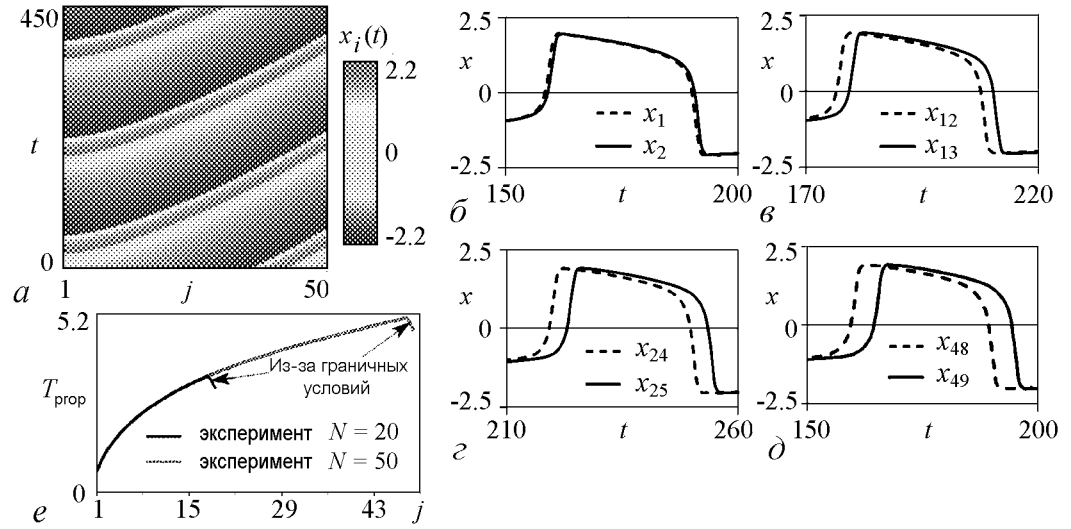 450
t
0
1
j
50
а
x_i(t)
2.2
0
-2.2
2.5
x
0
-2.5
x_1
x_2
150
t
200
б
2.5
x
0
-2.5
x_12
x_13
170
t
220
в
2.5
x
0
-2.5
x_24
x_25
210
t
260
г
2.5
x
0
-2.5
x_48
x_49
150
t
200
д
5.2
T_prop
0
Из-за граничных
условий
эксперимент N = 20
эксперимент N = 50
1
15
29
43
j
е